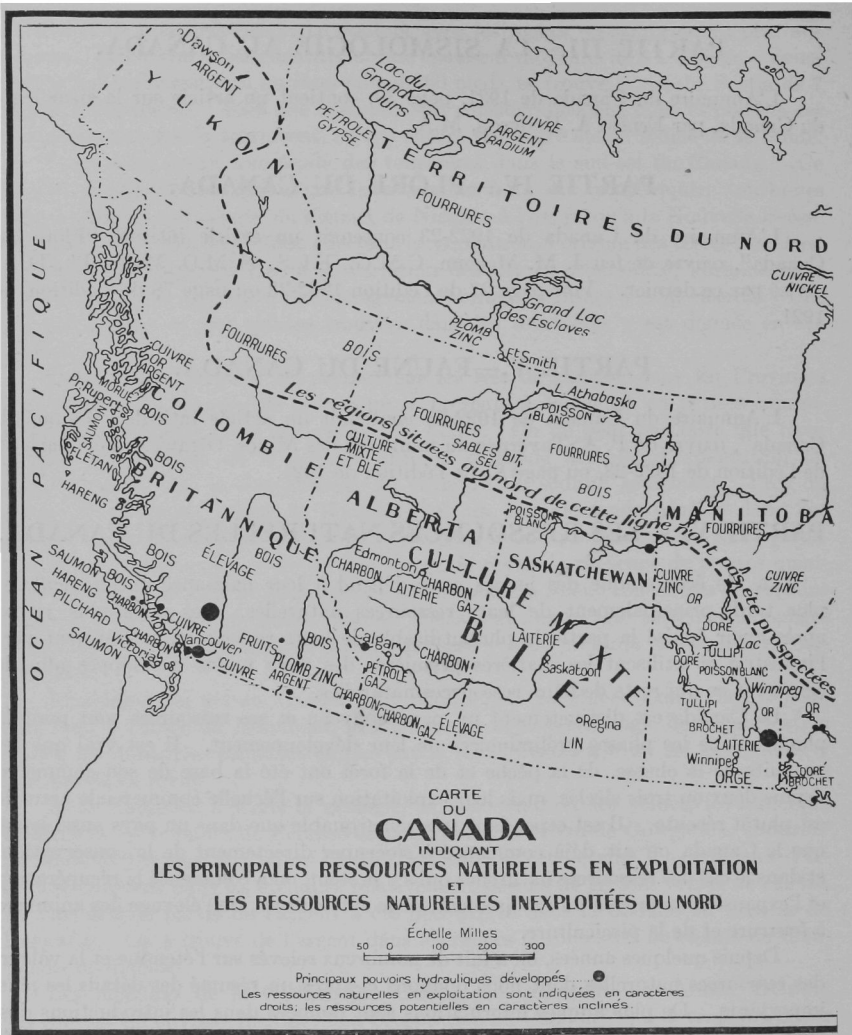 Dawson
ARGENT
YUKON
Lac du
Grand
Ours
PÉTROLE
GYPSE
CUIVRE
ARGENT
RADIUM
TERRITOIRES DU NORD
FOURRURES
CUIVRE
NICKEL
Grand Lac
des Esclaves
PLOMB
ZINC
Ft.Smith
OCÉAN PACIFIQUE
FOURRURES
BOIS
L. Athabaska
CUIVRE
OR
ARGENT
MORUE
Pce Rupert
SAUMON
FLÉTAN
HARENG
BOIS
COLOMBIE
BRITANNIQUE
BOIS
BOIS
Les régions situées au nord de cette ligne n'ont pas été prospectées
FOURRURES
POISSON
BLANC
FOURRURES
SABLES BIT
SEL
BOIS
CULTURE
MIXTE
ET BLÉ
ALBERTA
POISSON
BLANC
MANITOBA
FOURRURES
SASKATCHEWAN
CULTURE MIXTE
BLÉ
BOIS
ÉLEVAGE
BOIS
Edmonton
CHARBON
CHARBON
LAITERIE
GAZ
CUIVRE
ZINC
OR
CUIVRE
ZINC
SAUMON
HARENG
PILCHARD
SAUMON
BOIS
CHARBON
CHARBON
Victoria
CUIVRE
Vancouver
FRUITS
BOIS
CUIVRE
PLOMB ZINC
ARGENT
Calgary
PÉTROLE
GAZ
CHARBON
CHARBON
CHARBON
GAZ
ÉLEVAGE
LAITERIE
Saskatoon
Regina
LIN
DORÉ
TULLIPI
Lac
DORÉ
POISSON BLANC
Winnipeg
TULLIPI
OR
OR
BROCHET
LAITERIE
Winnipeg
ORGE
DORÉ
BROCHET
CARTE
DU
CANADA
INDIQUANT
LES PRINCIPALES RESSOURCES NATURELLES EN EXPLOITATION
ET
LES RESSOURCES NATURELLES INEXPLOITÉES DU NORD
Échelle Milles
50 0 100 200 300
Principaux pouvoirs hydrauliques développés
Les ressources naturelles en exploitation sont indiquées en caractères
droits; les ressources potentielles en caractères inclinés.